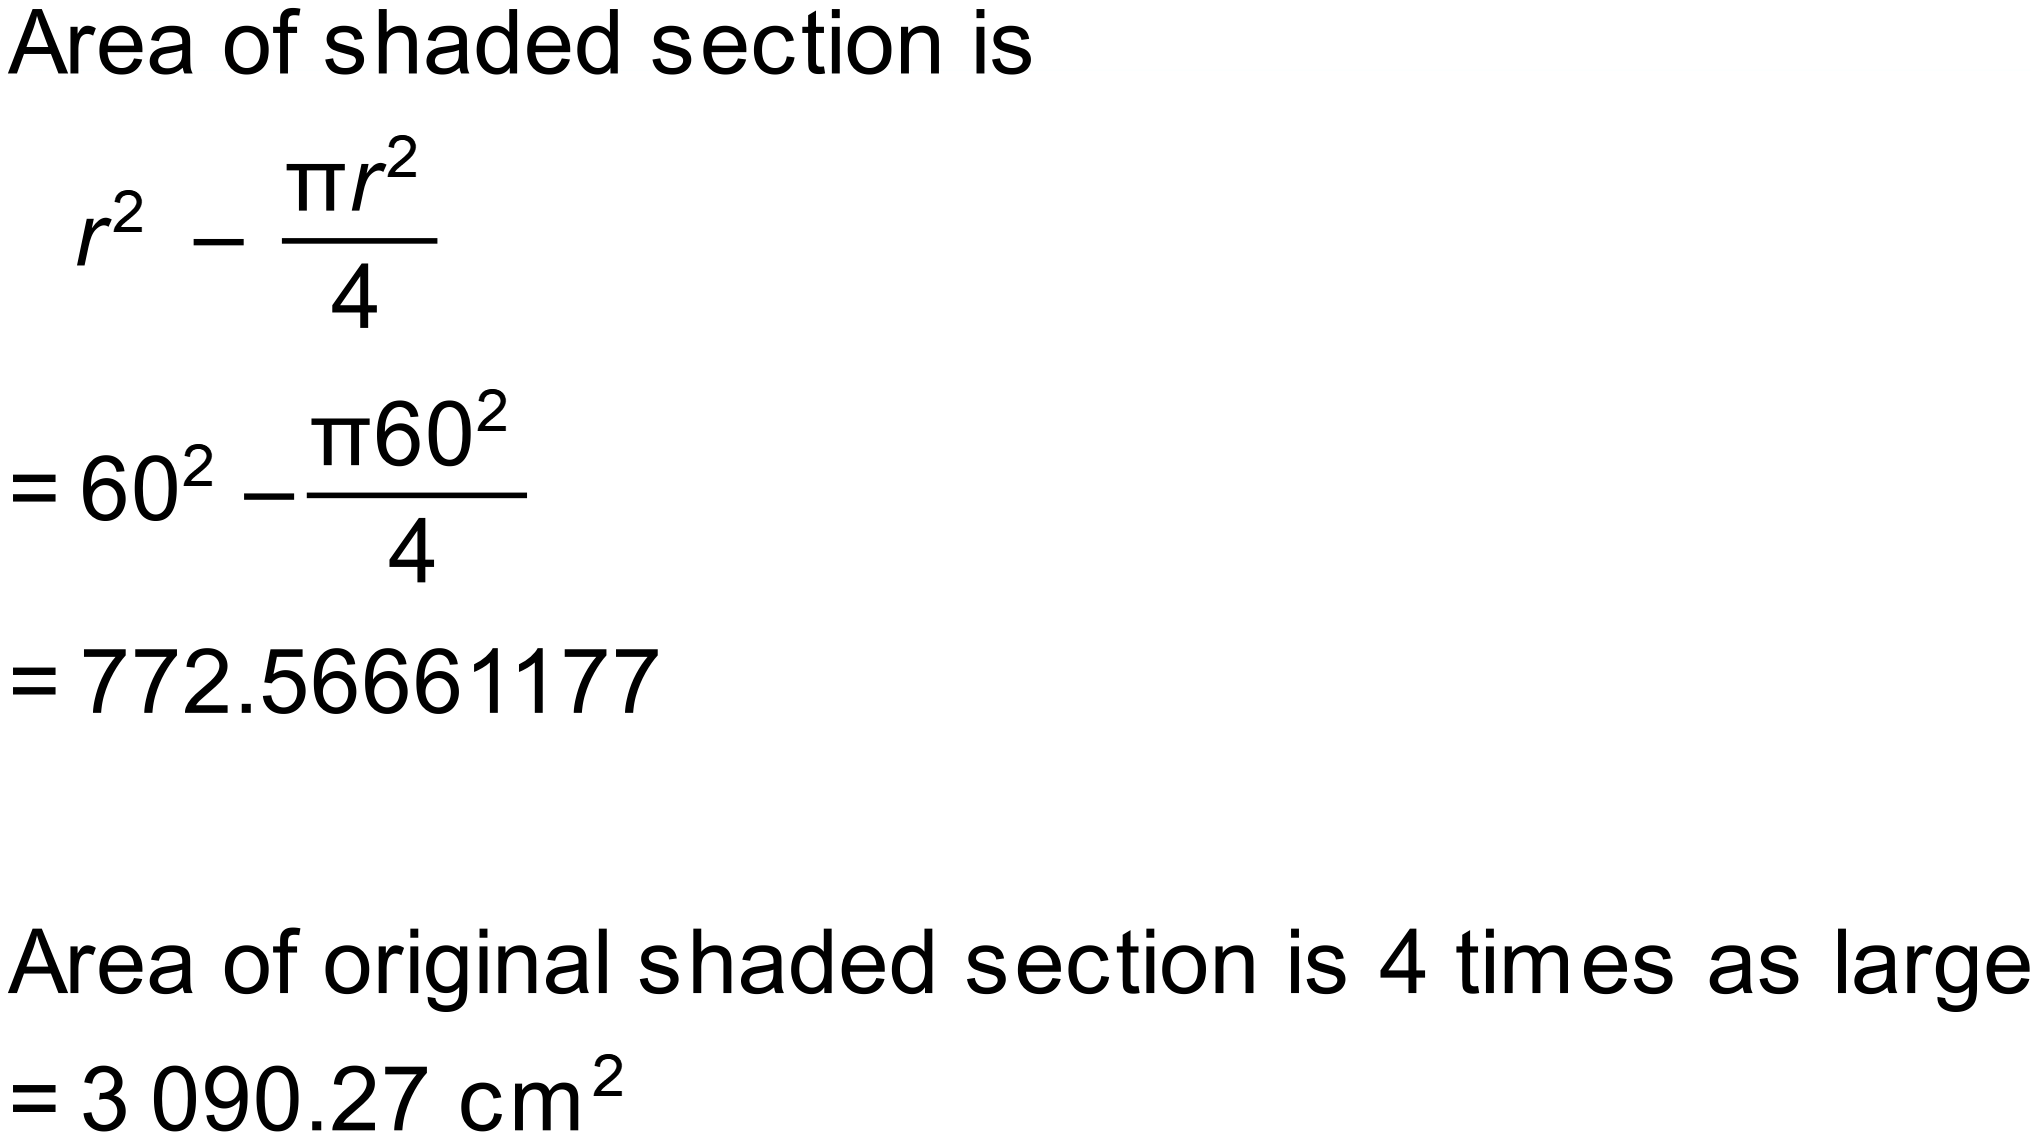 Area of shaded section is
r² – πr²/4
= 60² – π60²/4
= 772.56661177
Area of original shaded section is 4 times as large
= 3 090.27 cm²